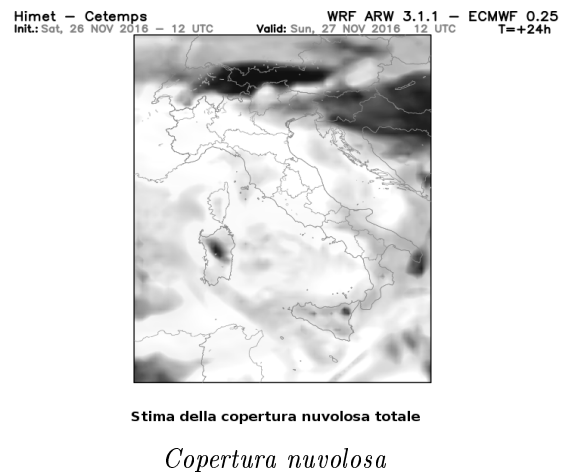 Himet – Cetemps WRF ARW 3.1.1 – ECMWF 0.25
Init.: Sat, 26 NOV 2016 – 12 UTC Valid: Sun, 27 NOV 2016 12 UTC T=+24h
Stima della copertura nuvolosa totale
Copertura nuvolosa